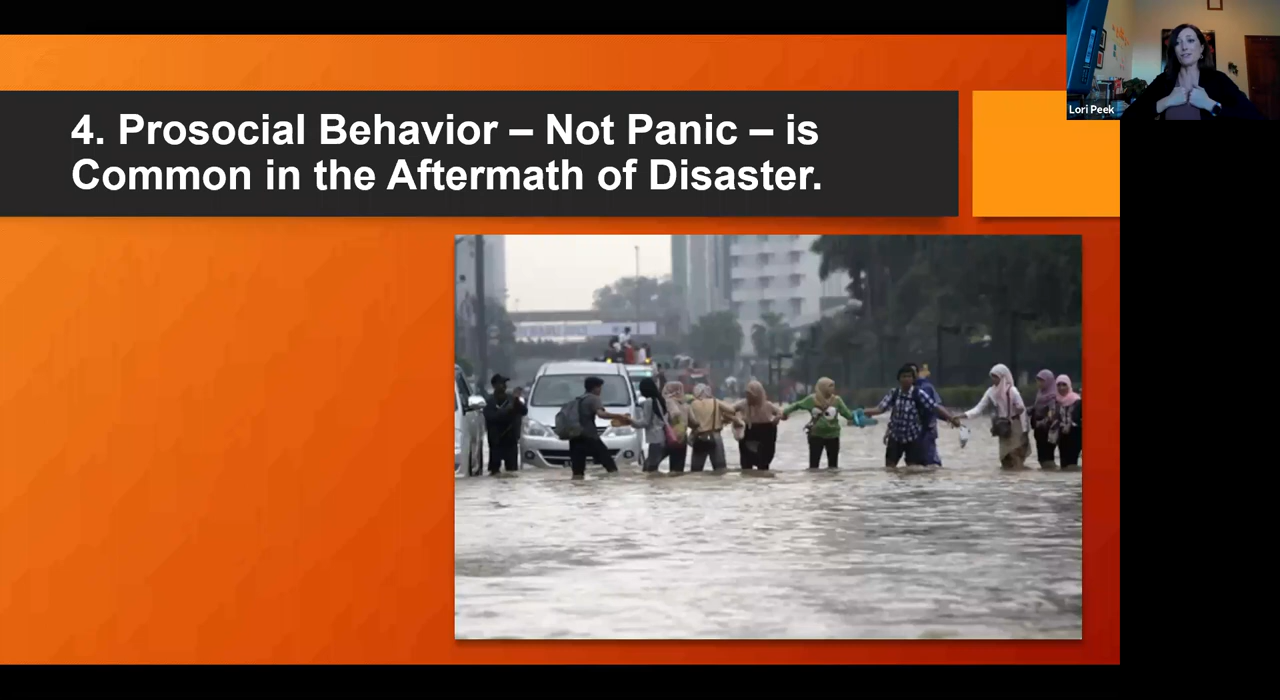 4. Prosocial Behavior – Not Panic – is
Common in the Aftermath of Disaster.
Lori Peek